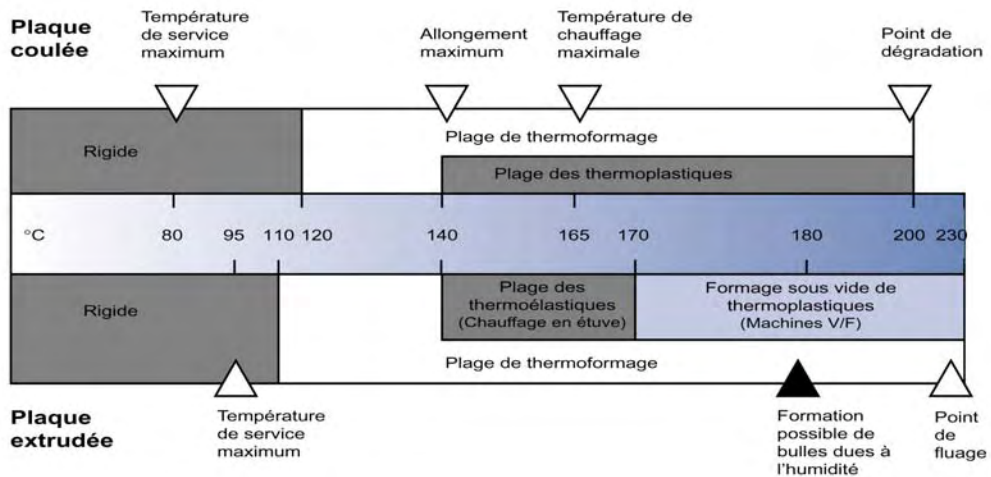 Plaque
coulée
Température
de service
maximum
Allongement
maximum
Température de
chauffage
maximale
Point de
dégradation
Rigide
Plage de thermoformage
Plage des thermoplastiques
°C 80 95 110 120 140 165 170 180 200 230
Rigide
Plage des
thermoélastiques
(Chauffage en étuve)
Formage sous vide de
thermoplastiques
(Machines V/F)
Plage de thermoformage
Plaque
extrudée
Température
de service
maximum
Formation
possible de
bulles dues à
l'humidité
Point
de
fluage